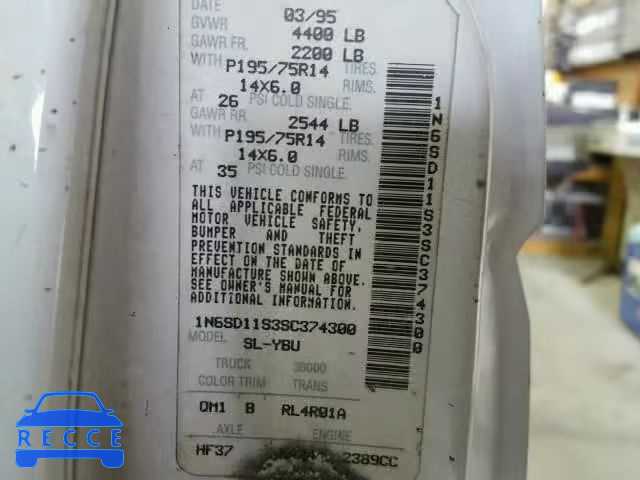 DATE 03/95
GVWR 4400 LB
GAWR FR. 2200 LB
WITH P195/75R14 TIRES
14X6.0 RIMS.
AT 26 PSI COLD SINGLE.
GAWR RR. 2544 LB
WITH P195/75R14 TIRES
14X6.0 RIMS.
AT 35 PSI COLD SINGLE.
THIS VEHICLE CONFORMS TO
ALL APPLICABLE FEDERAL
MOTOR VEHICLE SAFETY,
BUMPER AND THEFT
PREVENTION STANDARDS IN
EFFECT ON THE DATE OF
MANUFACTURE SHOWN ABOVE.
SEE OWNER'S MANUAL FOR
ADDITIONAL INFORMATION.
1N6SD11S3SC374300
MODEL SL-YBU
TRUCK 3B000
COLOR TRIM TRANS
QM1 B RL4R01A
AXLE ENGINE
HF37 2389CC
1N6SD11S3SC374300
RECCE